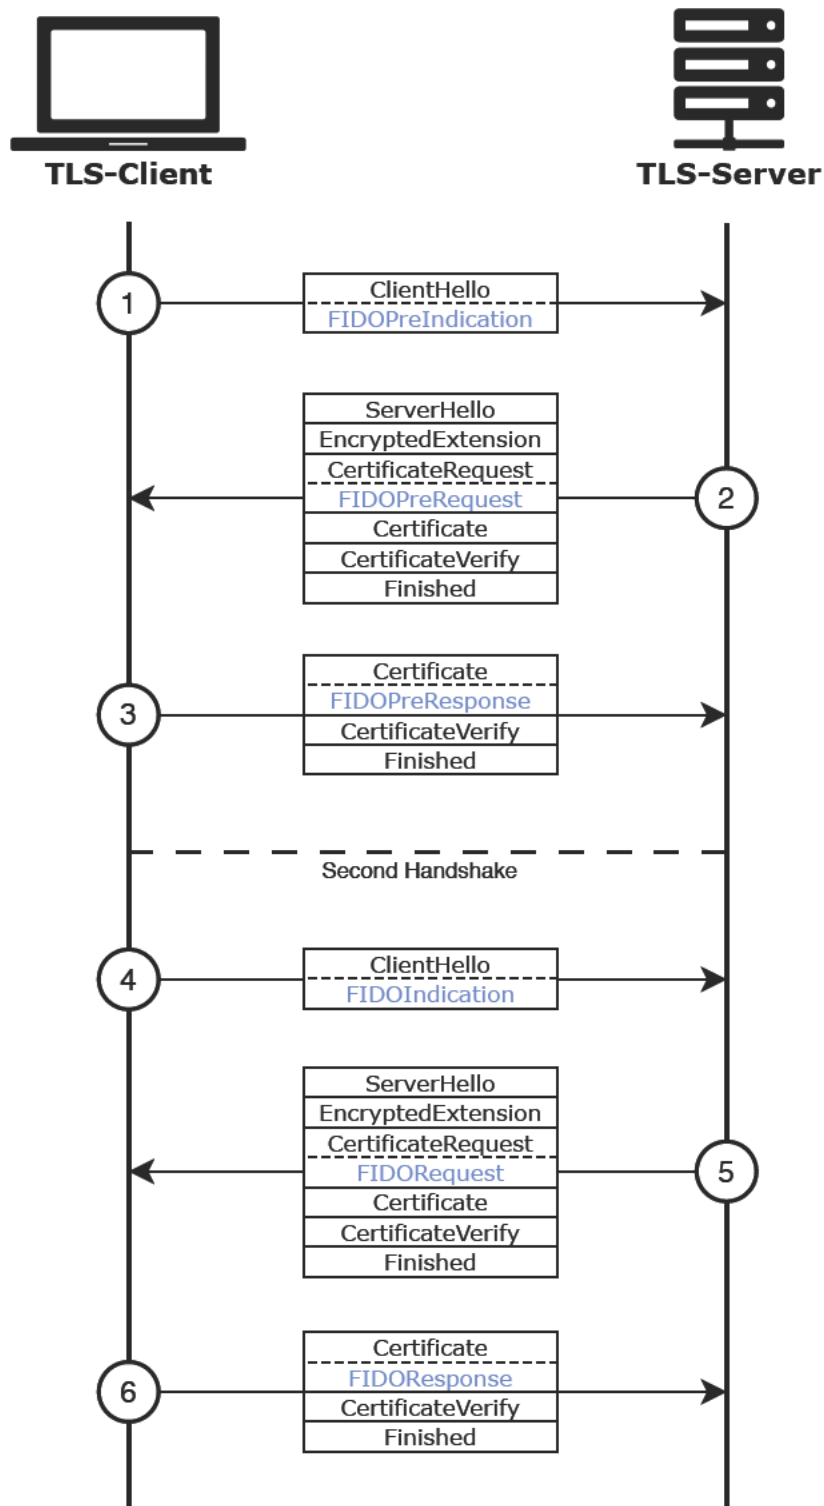 TLS-Client
TLS-Server
1
ClientHello
FIDOPreIndication
ServerHello
EncryptedExtension
CertificateRequest
FIDOPreRequest
Certificate
CertificateVerify
Finished
2
3
Certificate
FIDOPreResponse
CertificateVerify
Finished
Second Handshake
4
ClientHello
FIDOIndication
ServerHello
EncryptedExtension
CertificateRequest
FIDORequest
Certificate
CertificateVerify
Finished
5
6
Certificate
FIDOResponse
CertificateVerify
Finished